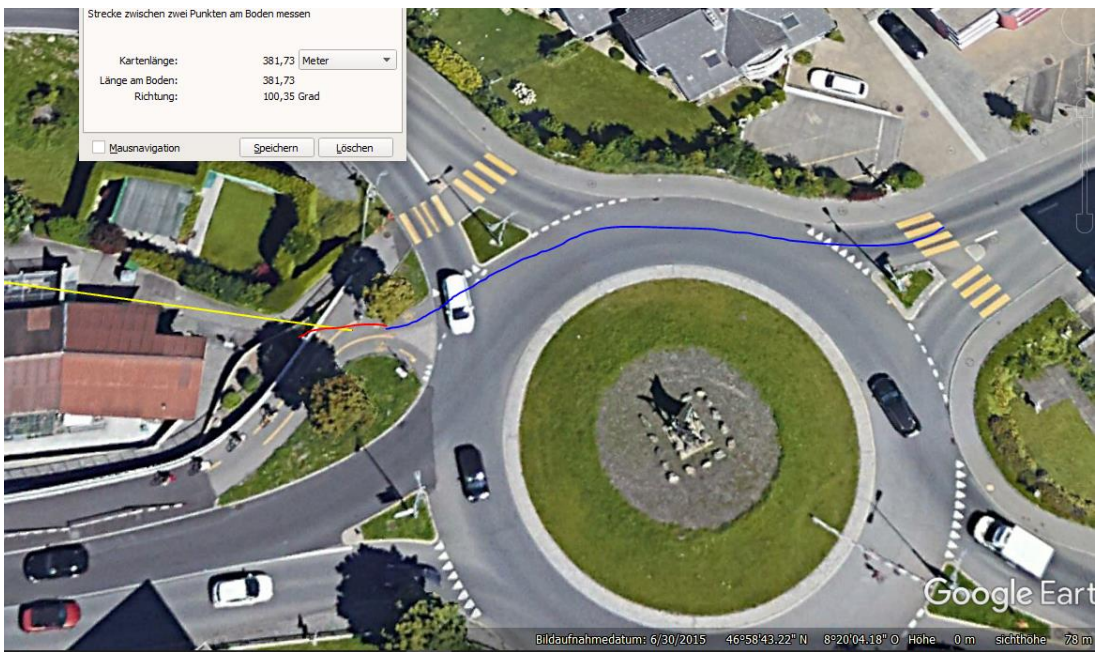 Strecke zwischen zwei Punkten am Boden messen
Kartenlänge: 381,73 Meter
Länge am Boden: 381,73
Richtung: 100,35 Grad
Mausnavigation Speichern Löschen
Google Eart
Bildaufnahmedatum: 6/30/2015 46°58'43.22" N 8°20'04.18" O Höhe 0 m sichthöhe 78 m